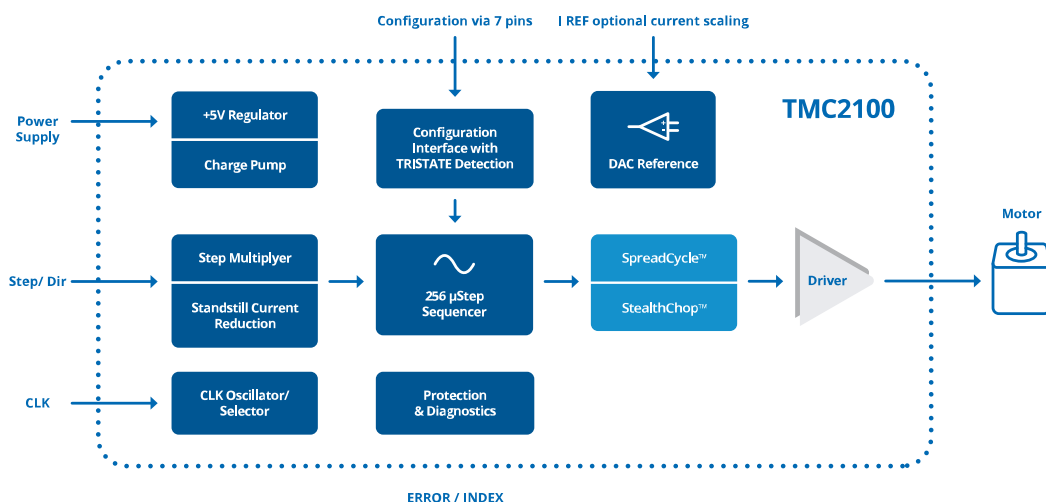 Configuration via 7 pins
I REF optional current scaling
TMC2100
Power
Supply
+5V Regulator
Charge Pump
Configuration
Interface with
TRISTATE Detection
DAC Reference
Motor
Step/ Dir
Step Multiplyer
Standstill Current
Reduction
256 µStep
Sequencer
SpreadCycle™
StealthChop™
Driver
CLK
CLK Oscillator/
Selector
Protection
& Diagnostics
ERROR / INDEX